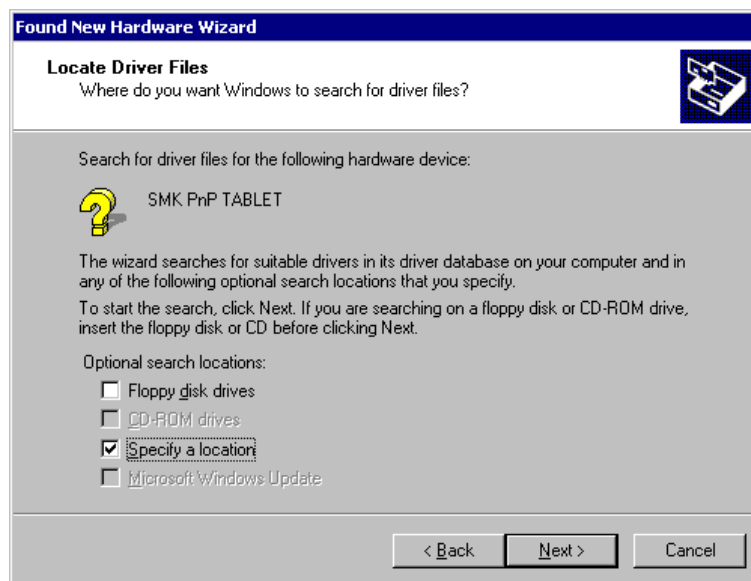 Found New Hardware Wizard
Locate Driver Files
Where do you want Windows to search for driver files?
Search for driver files for the following hardware device:
SMK PnP TABLET
The wizard searches for suitable drivers in its driver database on your computer and in
any of the following optional search locations that you specify.
To start the search, click Next. If you are searching on a floppy disk or CD-ROM drive,
insert the floppy disk or CD before clicking Next.
Optional search locations:
Floppy disk drives
CD-ROM drives
Specify a location
Microsoft Windows Update
< Back Next > Cancel